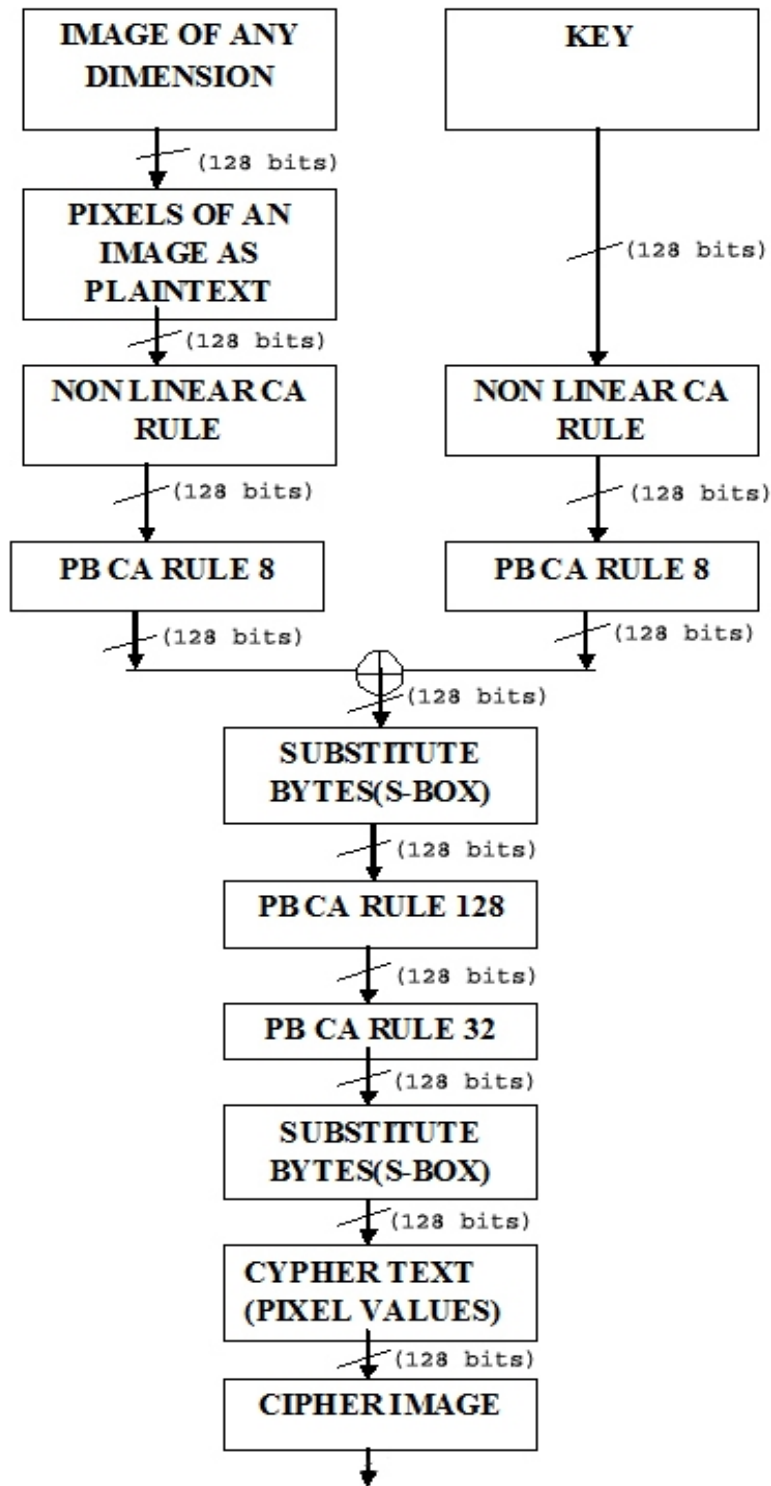 IMAGE OF ANY
DIMENSION
KEY
(128 bits)
PIXELS OF AN
IMAGE AS
PLAINTEXT
(128 bits)
(128 bits)
NON LINEAR CA
RULE
NON LINEAR CA
RULE
(128 bits)
(128 bits)
PB CA RULE 8
PB CA RULE 8
(128 bits)
(128 bits)
(128 bits)
SUBSTITUTE
BYTES(S-BOX)
(128 bits)
PB CA RULE 128
(128 bits)
PB CA RULE 32
(128 bits)
SUBSTITUTE
BYTES(S-BOX)
(128 bits)
CYPHER TEXT
(PIXEL VALUES)
(128 bits)
CIPHER IMAGE